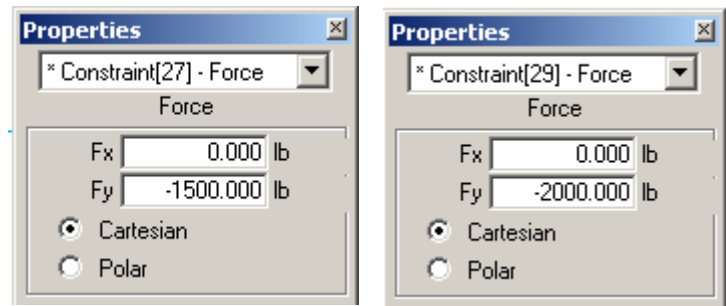 Properties
* Constraint[27] - Force
Force
Fx 0.000 lb
Fy -1500.000 lb
Cartesian
Polar
Properties
* Constraint[29] - Force
Force
Fx 0.000 lb
Fy -2000.000 lb
Cartesian
Polar